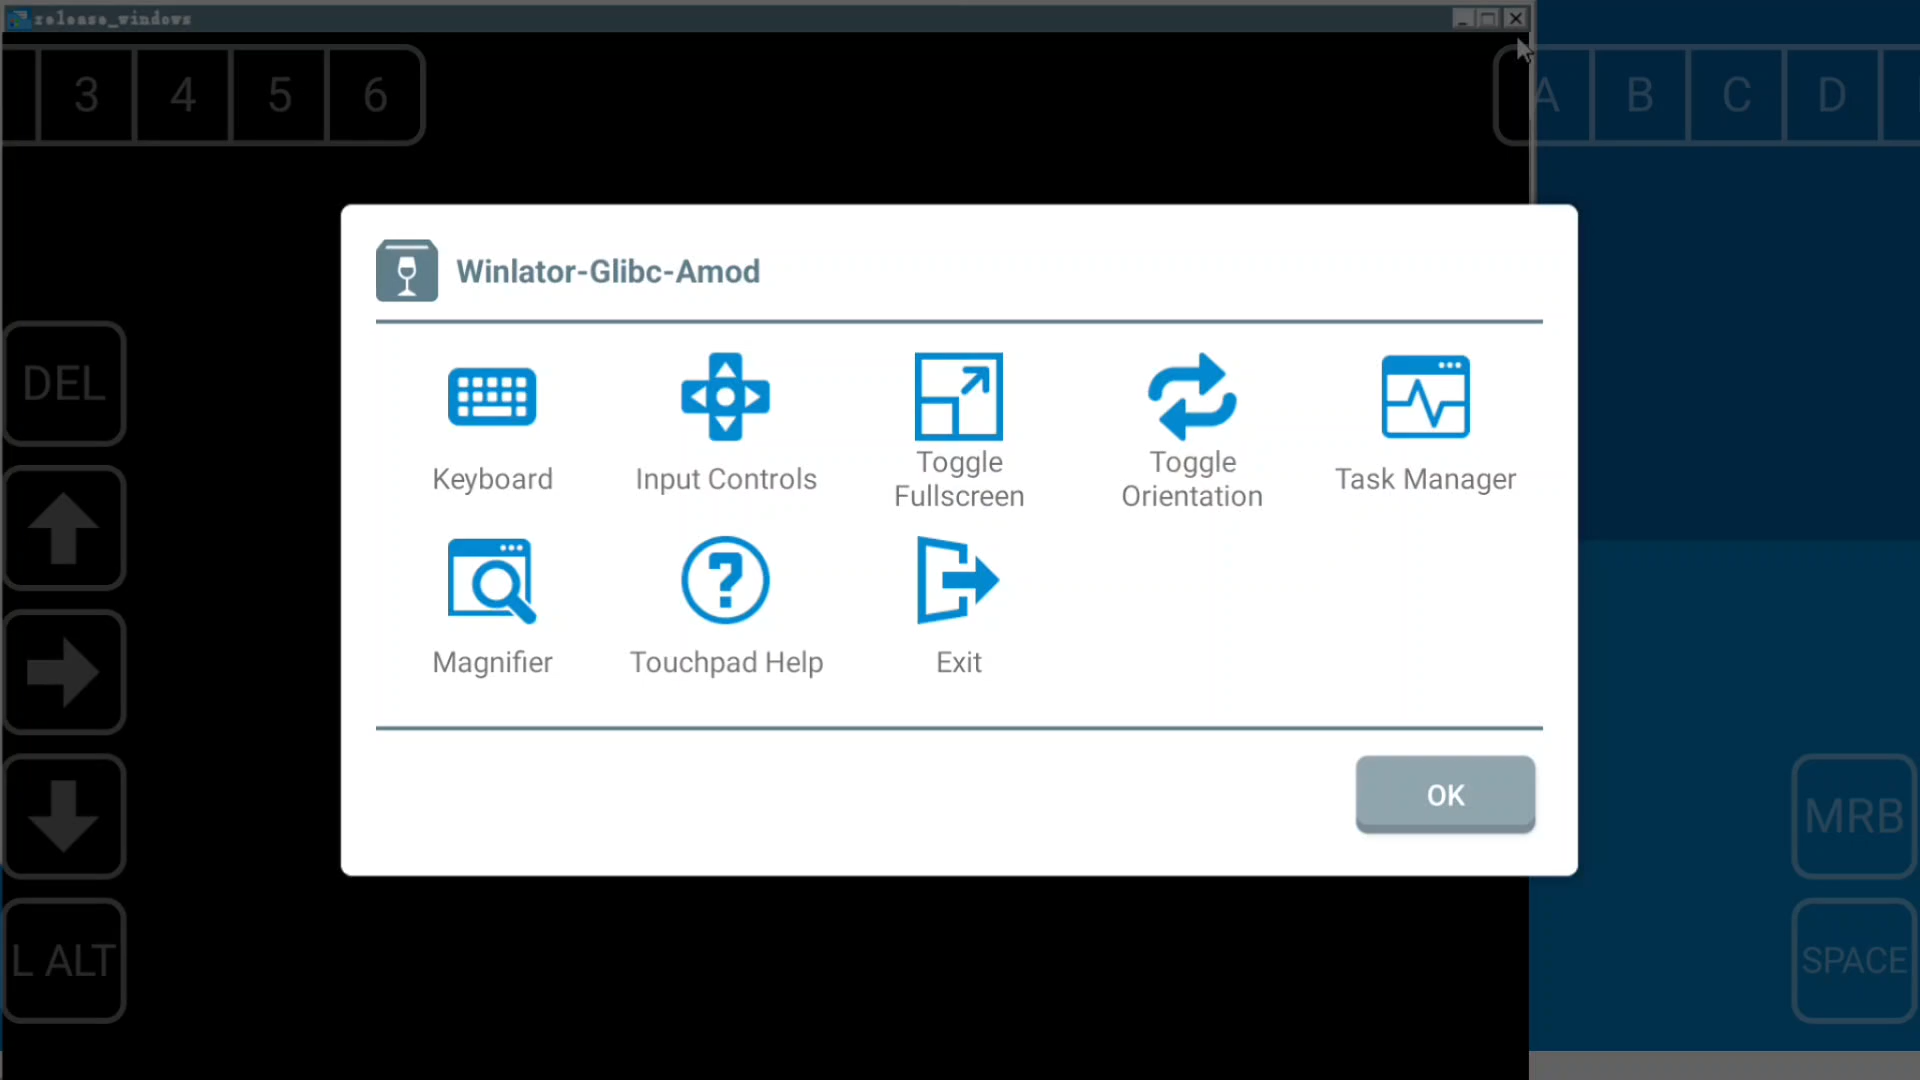 release_windows
3 4 5 6
A B C D
Winlator-Glibc-Amod
Keyboard
Input Controls
Toggle
Fullscreen
Toggle
Orientation
Task Manager
Magnifier
Touchpad Help
Exit
OK
DEL
L ALT
MRB
SPACE